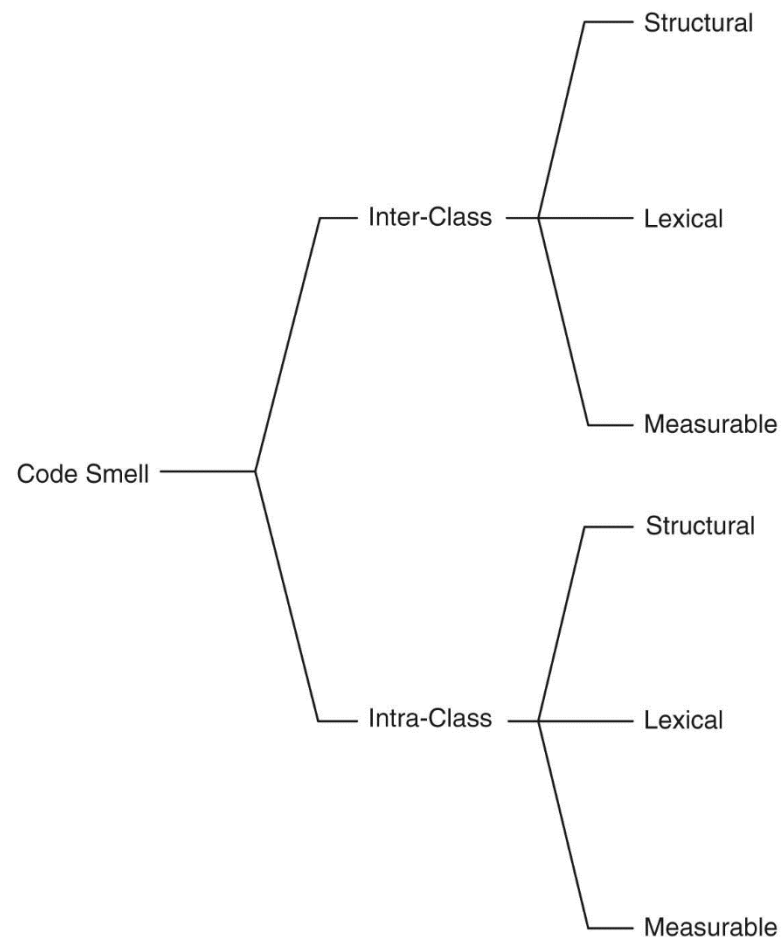 Structural
Inter-Class
Lexical
Measurable
Code Smell
Structural
Intra-Class
Lexical
Measurable